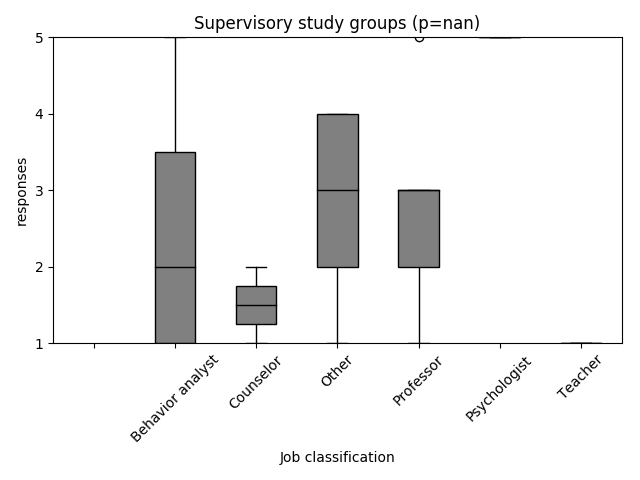 Supervisory study groups (p=nan)
5
4
3
2
1
responses
Behavior analyst
Counselor
Other
Professor
Psychologist
Teacher
Job classification